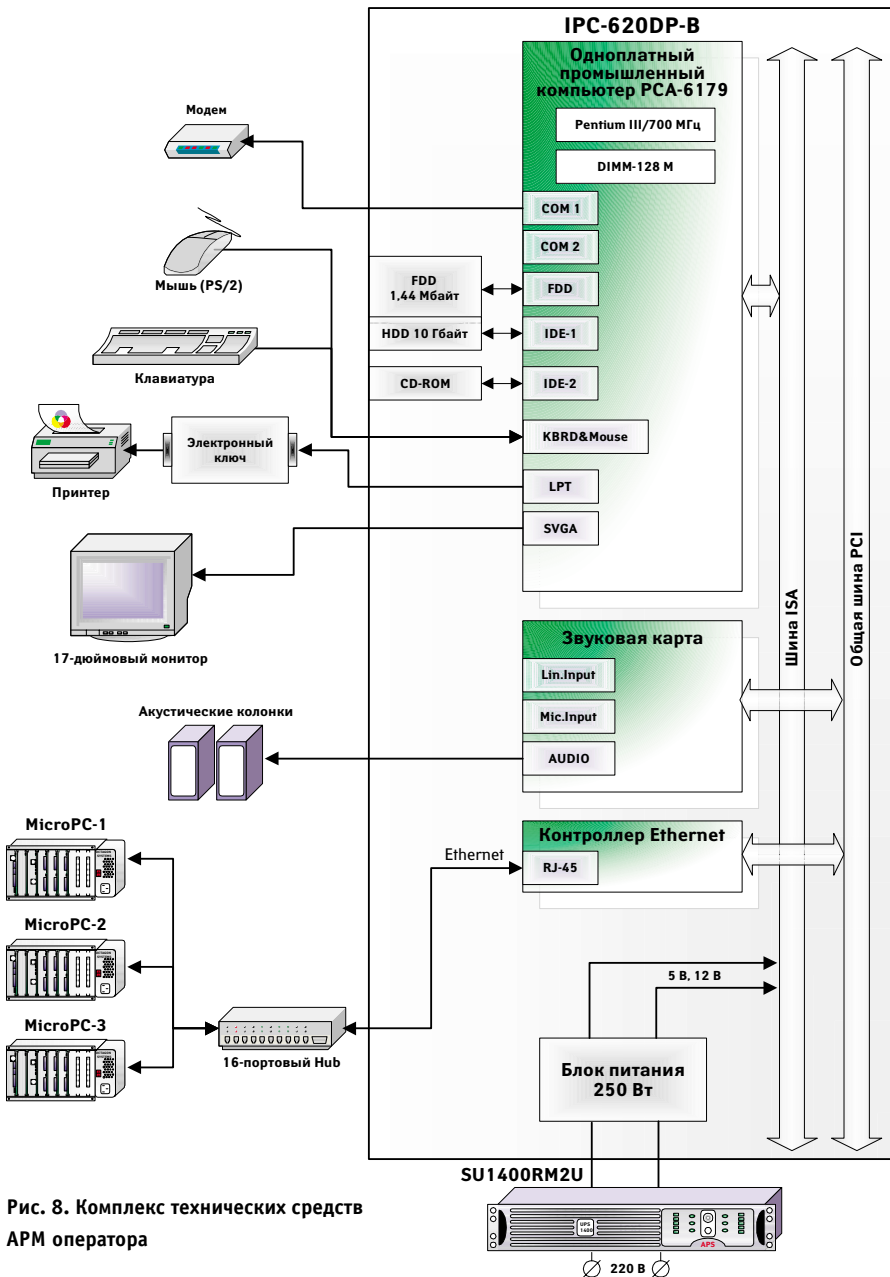 IPC-620DP-B
Одноплатный
промышленный
компьютер PCA-6179
Pentium III/700 МГц
DIMM-128 M
Модем
COM 1
COM 2
Мышь (PS/2)
FDD
1,44 Мбайт
FDD
HDD 10 Гбайт
IDE-1
Клавиатура
CD-ROM
IDE-2
KBRD&Mouse
Электронный
ключ
Принтер
LPT
SVGA
17-дюймовый монитор
Шина ISA
Общая шина PCI
Звуковая карта
Lin.Input
Mic.Input
AUDIO
Акустические колонки
MicroPC-1
Контроллер Ethernet
Ethernet
RJ-45
MicroPC-2
MicroPC-3
16-портовый Hub
5 В, 12 В
Блок питания
250 Вт
SU1400RM2U
UPS
1400
APS
220 В
Рис. 8. Комплекс технических средств
АРМ оператора